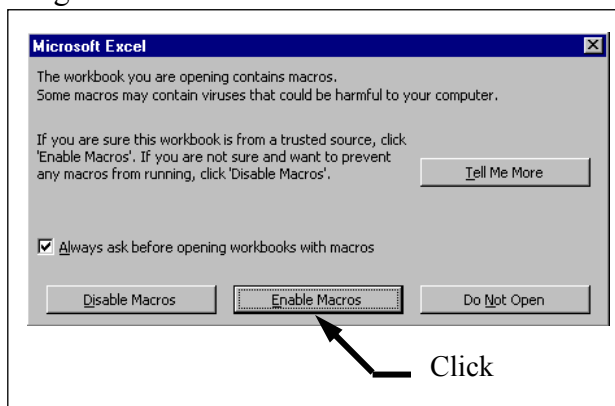 Microsoft Excel
The workbook you are opening contains macros.
Some macros may contain viruses that could be harmful to your computer.
If you are sure this workbook is from a trusted source, click
'Enable Macros'. If you are not sure and want to prevent
any macros from running, click 'Disable Macros'.
Tell Me More
Always ask before opening workbooks with macros
Disable Macros
Enable Macros
Do Not Open
Click